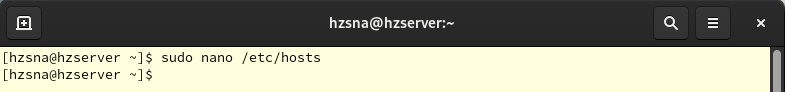 hzsna@hzserver:~
[hzsna@hzserver ~]$ sudo nano /etc/hosts
[hzsna@hzserver ~]$